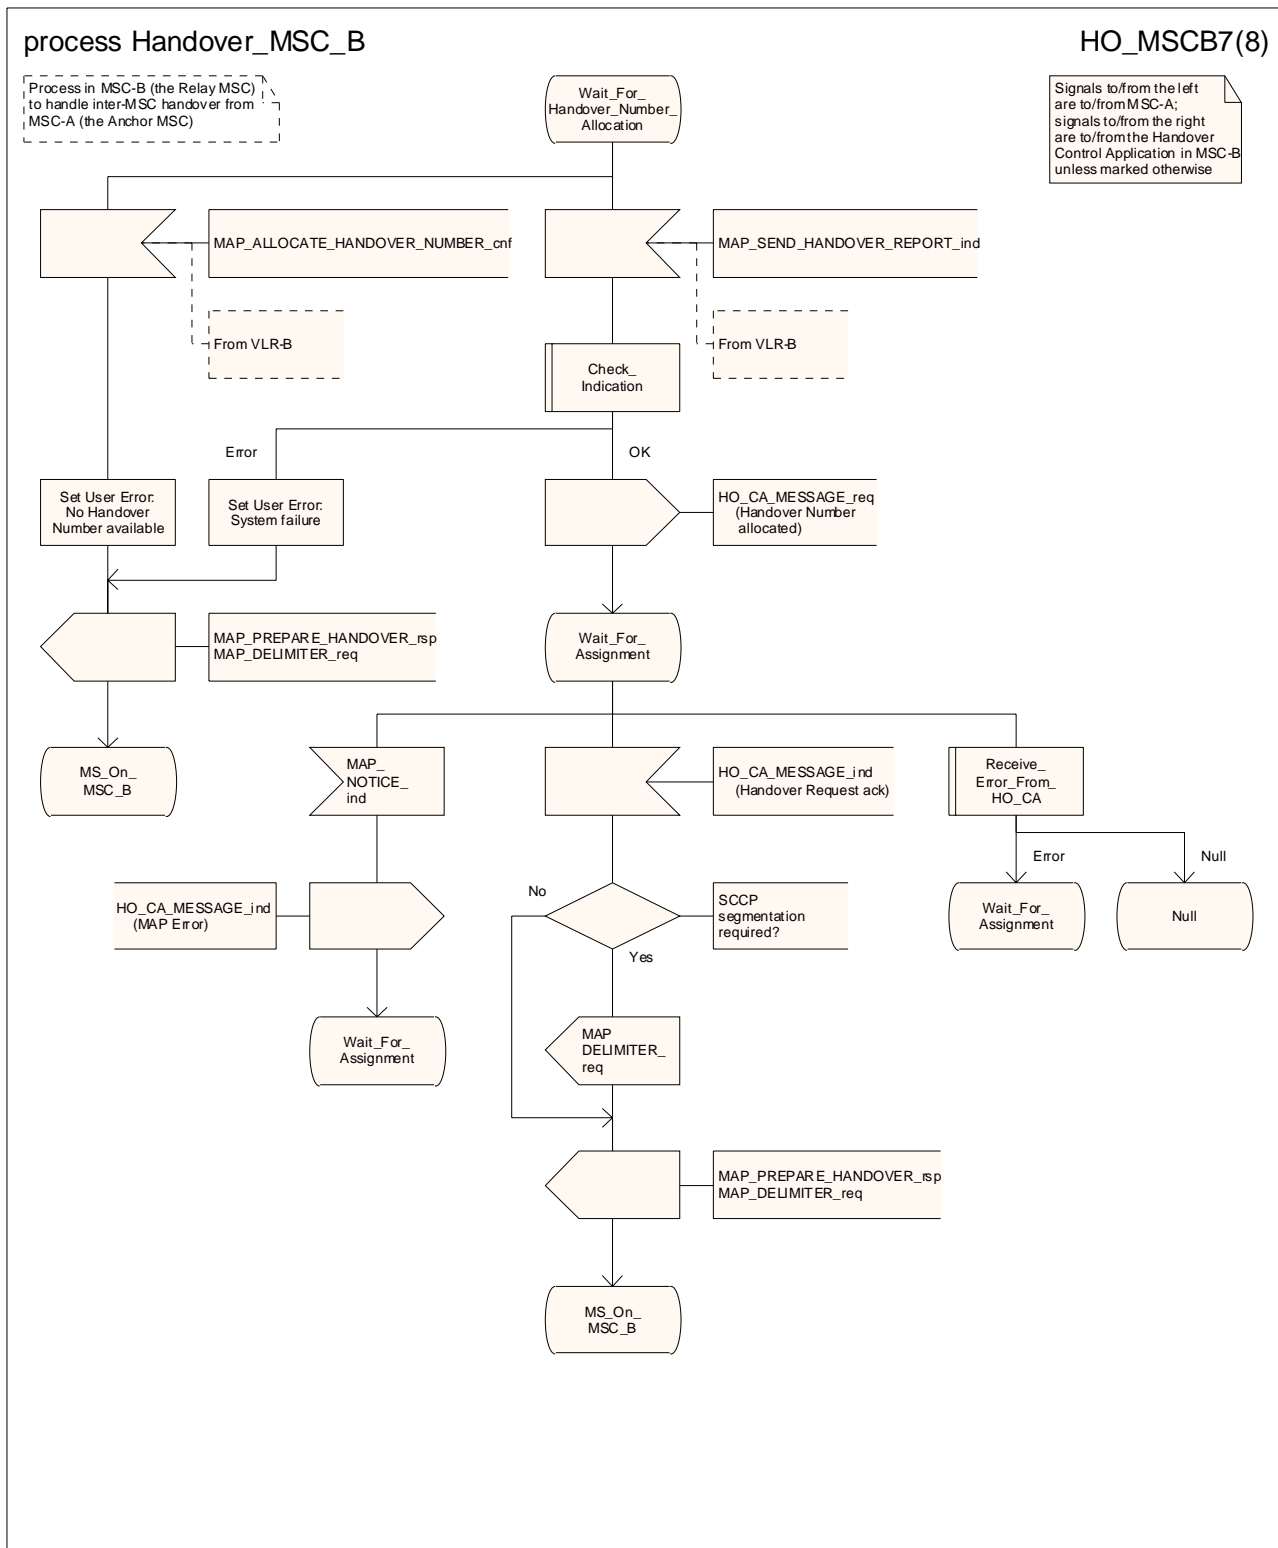 process Handover_MSC_B
HO_MSCB7(8)
Process in MSC-B (the Relay MSC)
to handle inter-MSC handover from
MSC-A (the Anchor MSC)
Wait_For_
Handover_Number_
Allocation
Signals to/from the left
are to/from MSC-A;
signals to/from the right
are to/from the Handover
Control Application in MSC-B
unless marked otherwise
MAP_ALLOCATE_HANDOVER_NUMBER_cnf
MAP_SEND_HANDOVER_REPORT_ind
From VLR-B
From VLR-B
Check_
Indication
Error
OK
Set User Error:
No Handover
Number available
Set User Error:
System failure
HO_CA_MESSAGE_req
(Handover Number
allocated)
MAP_PREPARE_HANDOVER_rsp
MAP_DELIMITER_req
Wait_For_
Assignment
MS_On_
MSC_B
MAP_
NOTICE_
ind
HO_CA_MESSAGE_ind
(Handover Request ack)
Receive_
Error_From_
HO_CA
Error
Null
HO_CA_MESSAGE_ind
(MAP Error)
No
SCCP
segmentation
required?
Yes
Wait_For_
Assignment
Null
Wait_For_
Assignment
MAP
DELIMITER_
req
MAP_PREPARE_HANDOVER_rsp
MAP_DELIMITER_req
MS_On_
MSC_B